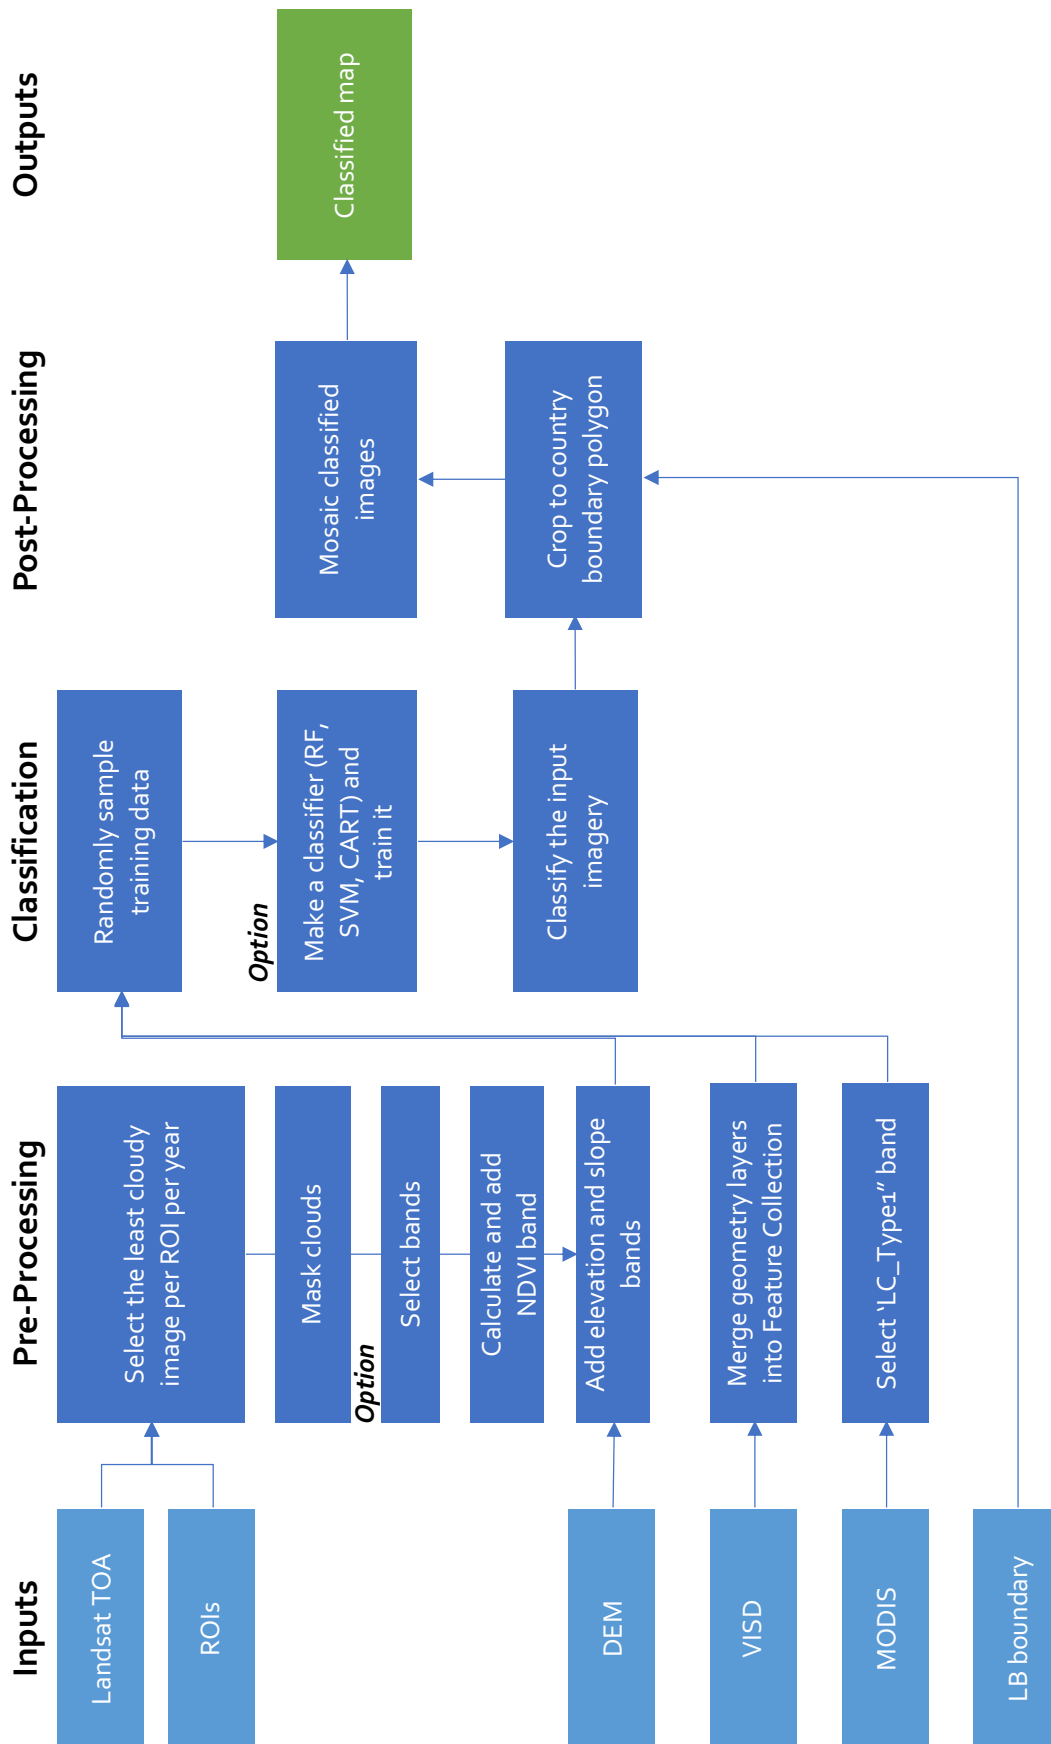 Inputs
Pre-Processing
Classification
Post-Processing
Outputs
Landsat TOA
ROIs
DEM
VISD
MODIS
LB boundary
Select the least cloudy
image per ROI per year
Mask clouds
Option
Select bands
Calculate and add
NDVI band
Add elevation and slope
bands
Merge geometry layers
into Feature Collection
Select ‘LC_Type1” band
Randomly sample
training data
Option
Make a classifier (RF,
SVM, CART) and
train it
Classify the input
imagery
Mosaic classified
images
Crop to country
boundary polygon
Classified map